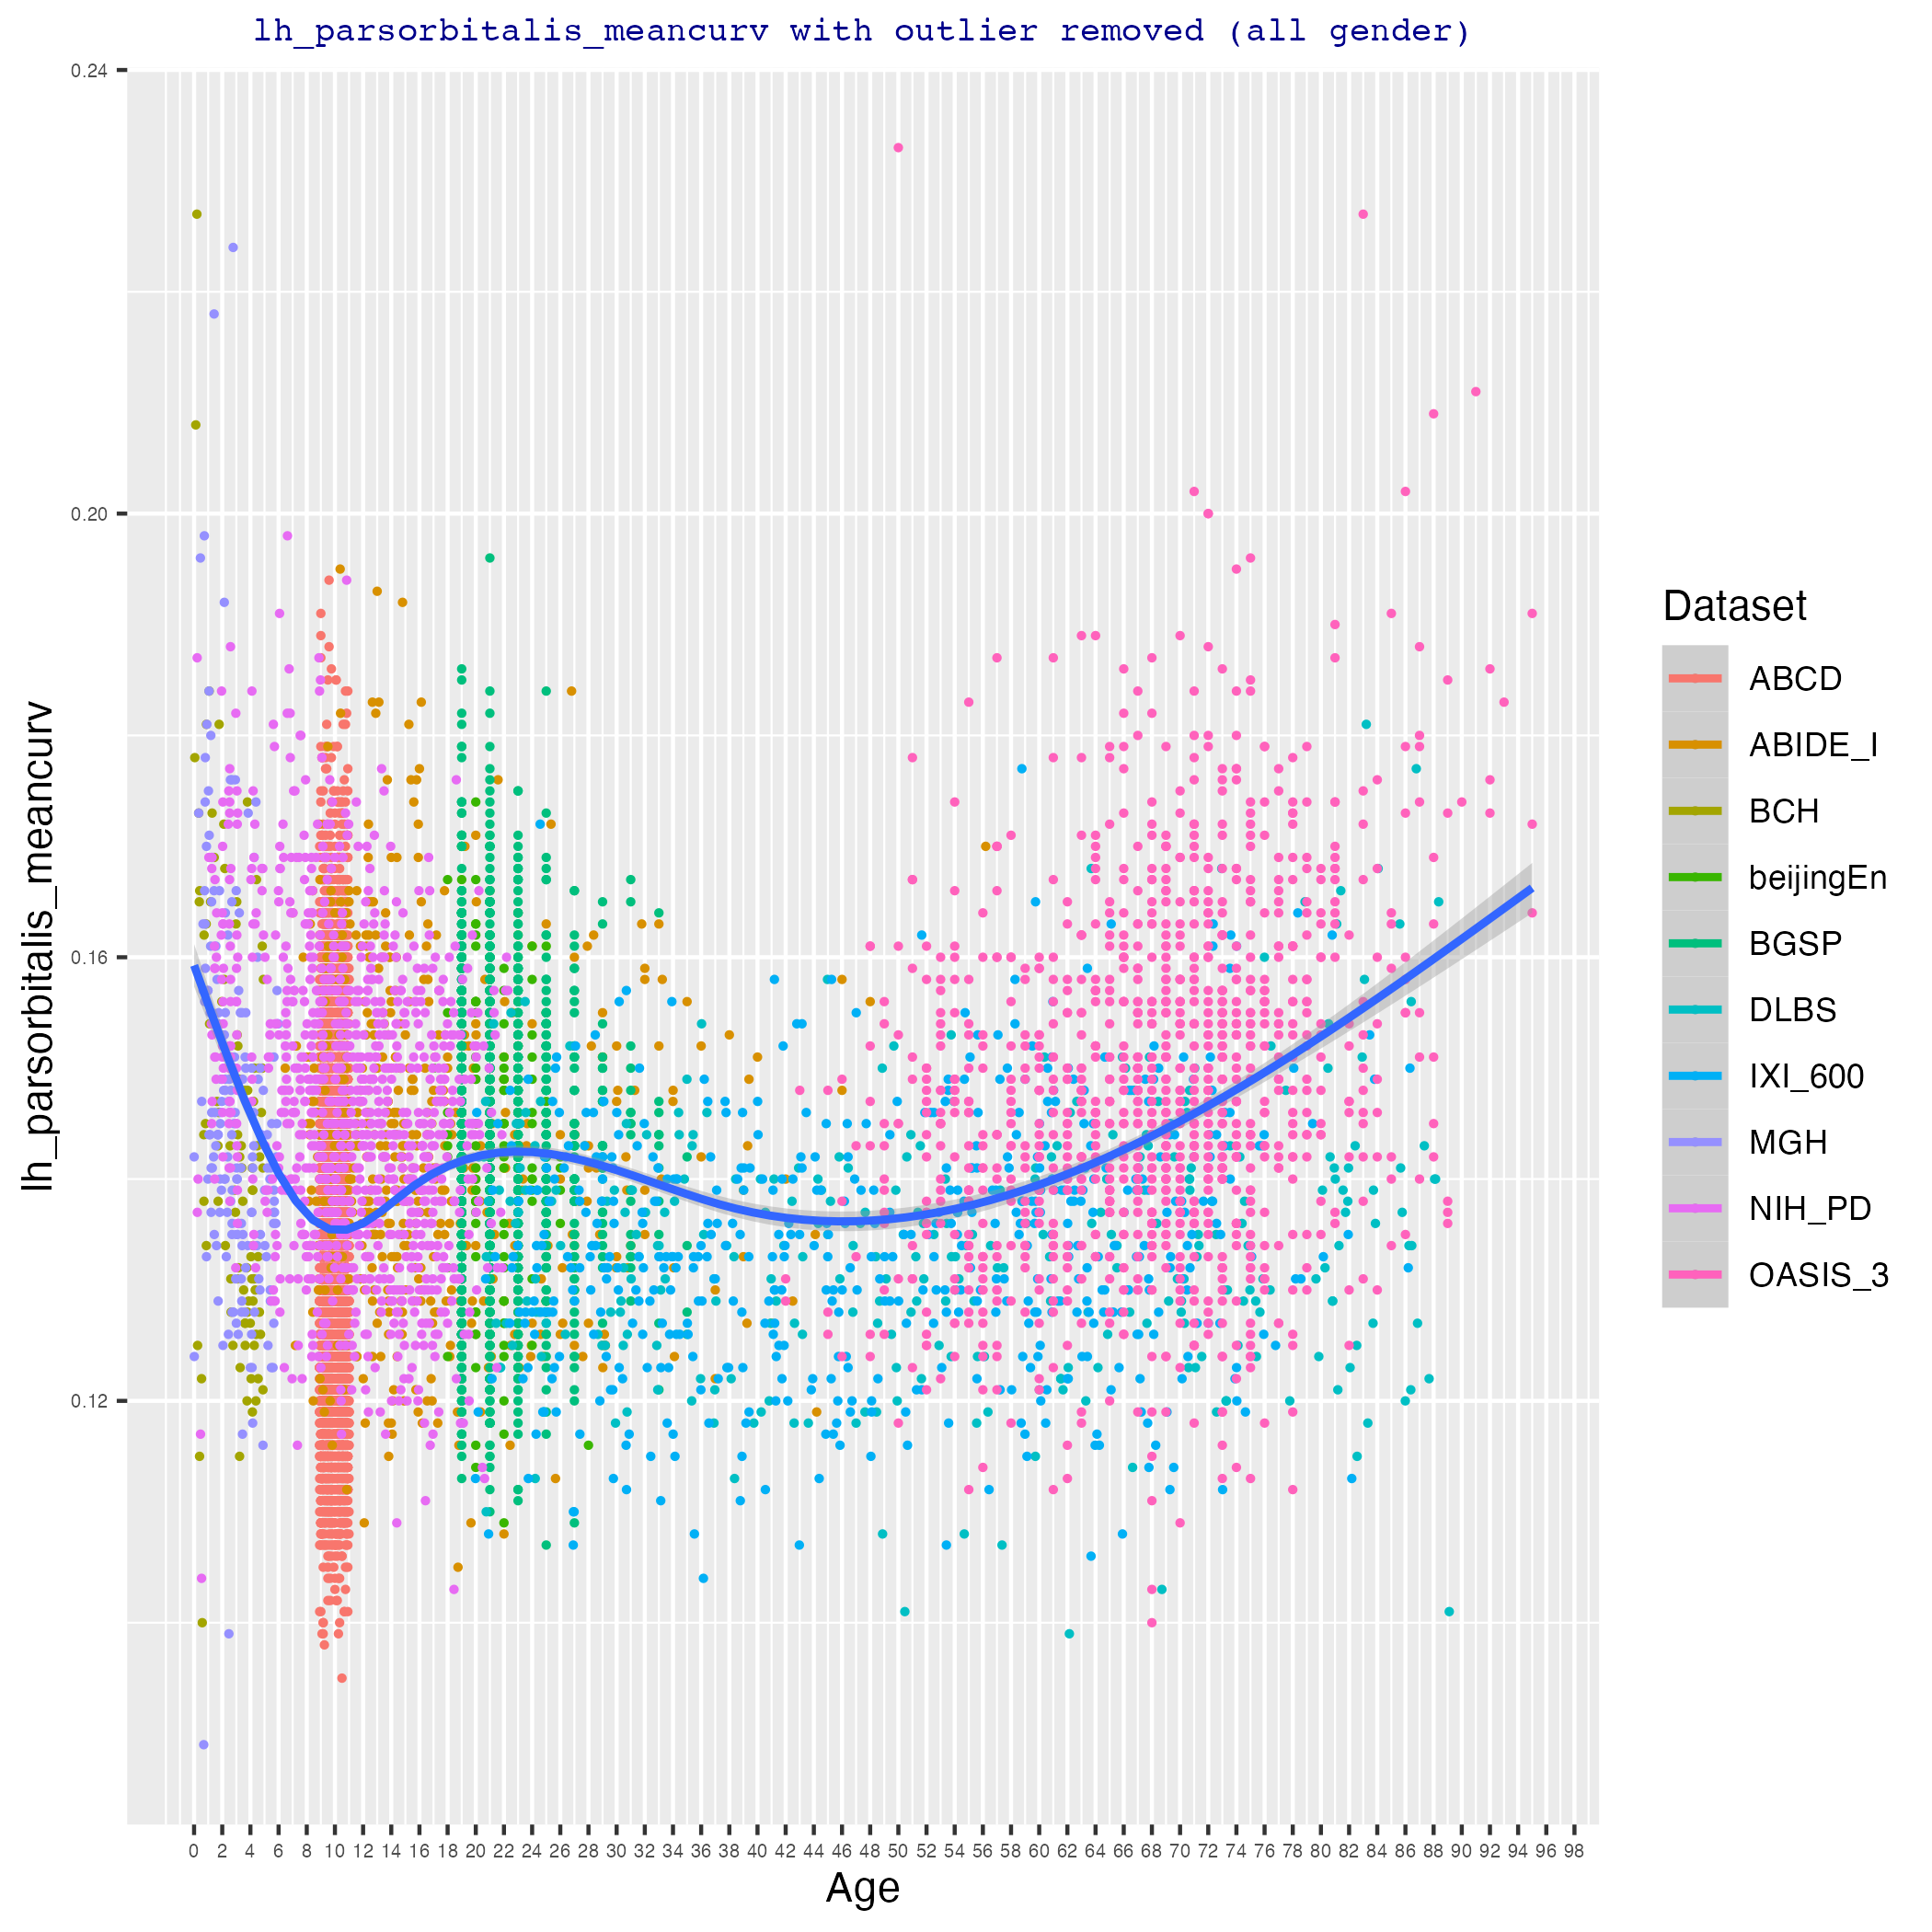 lh_parsorbitalis_meancurv with outlier removed (all gender)
0.24
0.20
0.16
0.12
lh_parsorbitalis_meancurv
0 2 4 6 8 10 12 14 16 18 20 22 24 26 28 30 32 34 36 38 40 42 44 46 48 50 52 54 56 58 60 62 64 66 68 70 72 74 76 78 80 82 84 86 88 90 92 94 96 98
Age
Dataset
ABCD
ABIDE_I
BCH
beijingEn
BGSP
DLBS
IXI_600
MGH
NIH_PD
OASIS_3